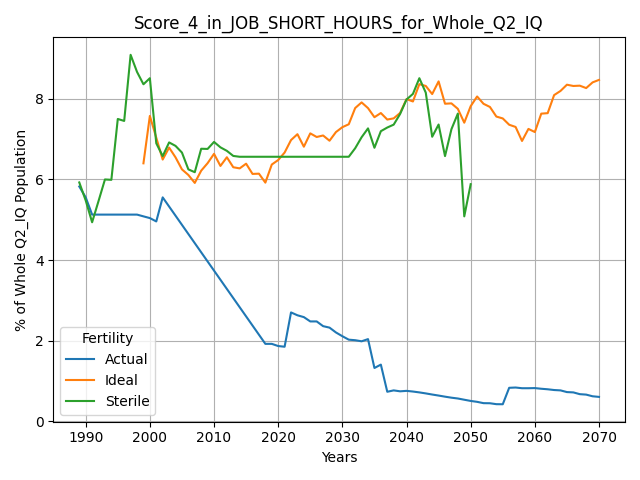 Score_4_in_JOB_SHORT_HOURS_for_Whole_Q2_IQ
% of Whole Q2_IQ Population
8
6
4
2
0
Fertility
Actual
Ideal
Sterile
1990 2000 2010 2020 2030 2040 2050 2060 2070
Years